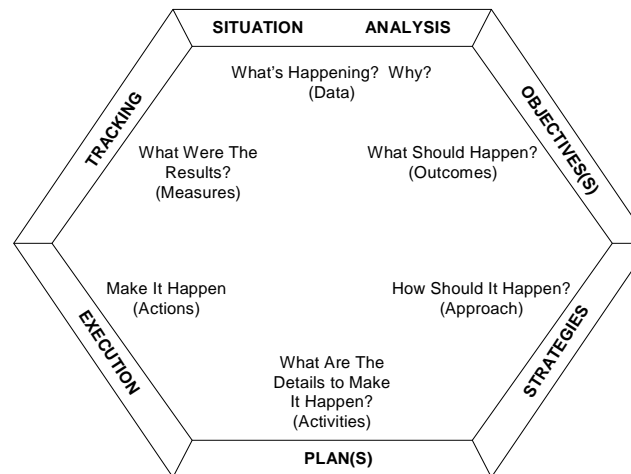 SITUATION ANALYSIS
What's Happening? Why?
(Data)
OBJECTIVES(S)
What Should Happen?
(Outcomes)
STRATEGIES
How Should It Happen?
(Approach)
PLAN(S)
What Are The
Details to Make
It Happen?
(Activities)
EXECUTION
Make It Happen
(Actions)
TRACKING
What Were The
Results?
(Measures)